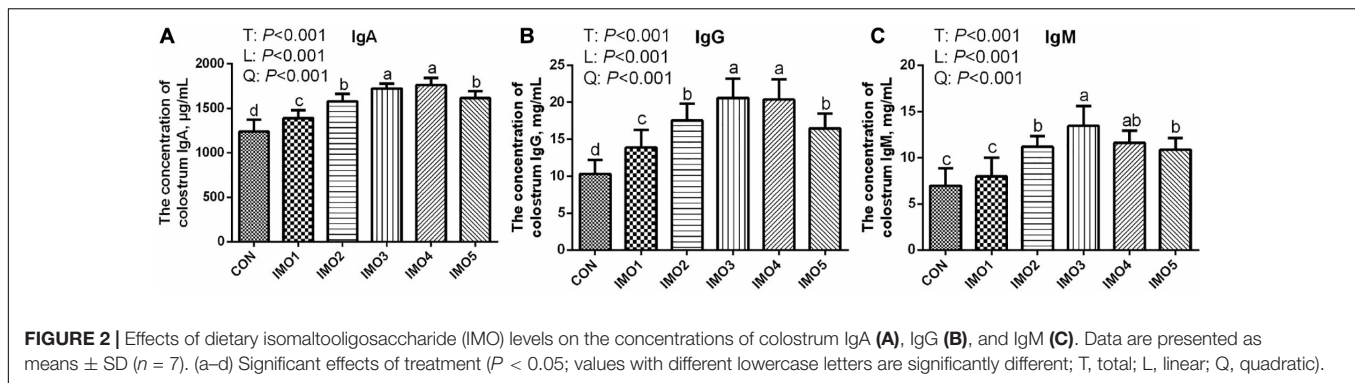 A
T: P<0.001
L: P<0.001
Q: P<0.001
IgA
The concentration of
colostrum IgA, µg/mL
2000
1500
1000
500
0
d
c
b
a
a
b
CON
IMO1
IMO2
IMO3
IMO4
IMO5
B
T: P<0.001
L: P<0.001
Q: P<0.001
IgG
The concentration of
colostrum IgG, mg/mL
25
20
15
10
5
0
d
c
b
a
a
b
CON
IMO1
IMO2
IMO3
IMO4
IMO5
C
T: P<0.001
L: P<0.001
Q: P<0.001
IgM
The concentration of
colostrum IgM, mg/mL
20
15
10
5
0
c
c
b
a
ab
b
CON
IMO1
IMO2
IMO3
IMO4
IMO5
FIGURE 2 | Effects of dietary isomaltooligosaccharide (IMO) levels on the concentrations of colostrum IgA (A), IgG (B), and IgM (C). Data are presented as
means ± SD (n = 7). (a–d) Significant effects of treatment (P < 0.05; values with different lowercase letters are significantly different; T, total; L, linear; Q, quadratic).